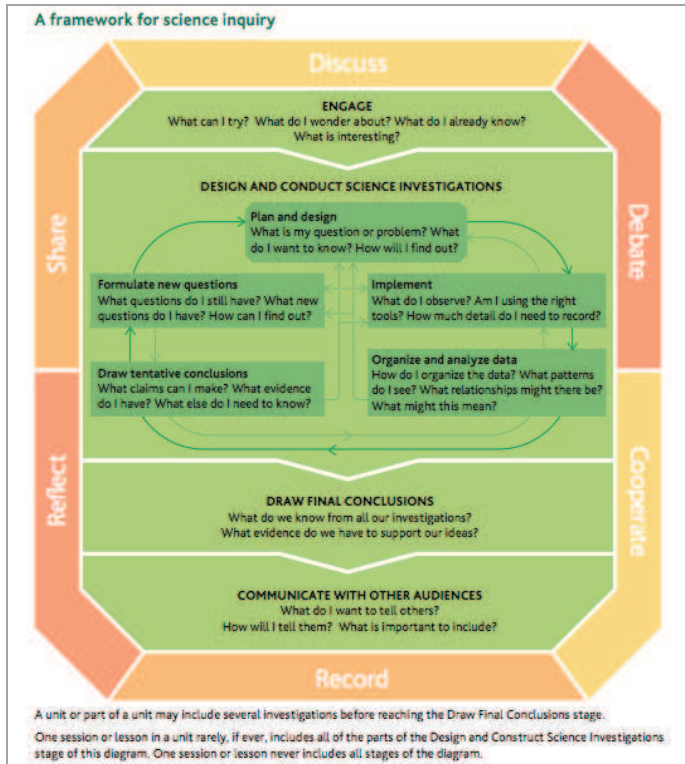 A framework for science inquiry
Discuss
ENGAGE
What can I try? What do I wonder about? What do I already know?
What is interesting?
DESIGN AND CONDUCT SCIENCE INVESTIGATIONS
Plan and design
What is my question or problem? What
do I want to know? How will I find out?
Share
Debate
Formulate new questions
What questions do I still have? What new
questions do I have? How can I find out?
Implement
What do I observe? Am I using the right
tools? How much detail do I need to record?
Draw tentative conclusions
What claims can I make? What evidence
do I have? What else do I need to know?
Organize and analyze data
How do I organize the data? What patterns
do I see? What relationships might there be?
What might this mean?
Reflect
Cooperate
DRAW FINAL CONCLUSIONS
What do we know from all our investigations?
What evidence do we have to support our ideas?
COMMUNICATE WITH OTHER AUDIENCES
What do I want to tell others?
How will I tell them? What is important to include?
Record
A unit or part of a unit may include several investigations before reaching the Draw Final Conclusions stage.
One session or lesson in a unit rarely, if ever, includes all of the parts of the Design and Construct Science Investigations
stage of this diagram. One session or lesson never includes all stages of the diagram.